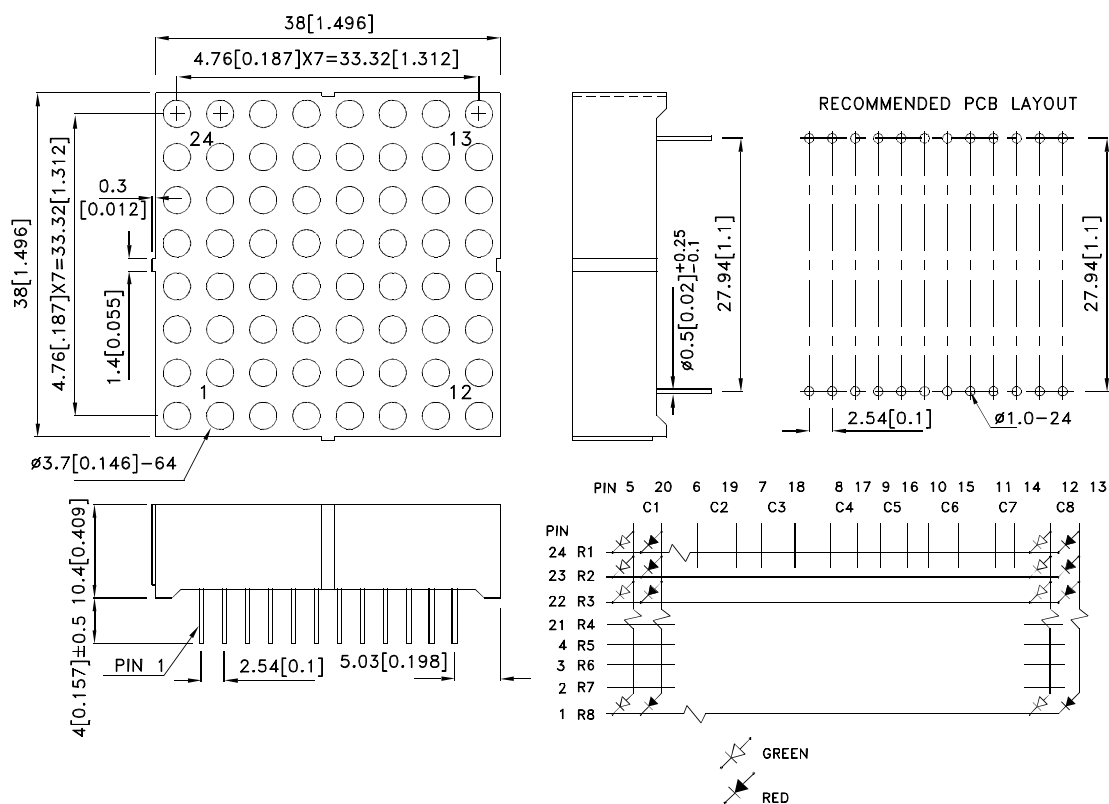 38[1.496]
4.76[0.187]X7=33.32[1.312]
24
13
0.3
[0.012]
38[1.496]
4.76[.187]X7=33.32[1.312]
1.4[0.055]
1
12
ø3.7[0.146]-64
27.94[1.1]
ø0.5[0.02]+0.25
-0.1
RECOMMENDED PCB LAYOUT
27.94[1.1]
2.54[0.1]
ø1.0-24
10.4[0.409]
4[0.157]±0.5
PIN 1
2.54[0.1]
5.03[0.198]
PIN 5 20 6 19 7 18 8 17 9 16 10 15 11 14 12 13
C1 C2 C3 C4 C5 C6 C7 C8
PIN
24 R1
23 R2
22 R3
21 R4
4 R5
3 R6
2 R7
1 R8
GREEN
RED